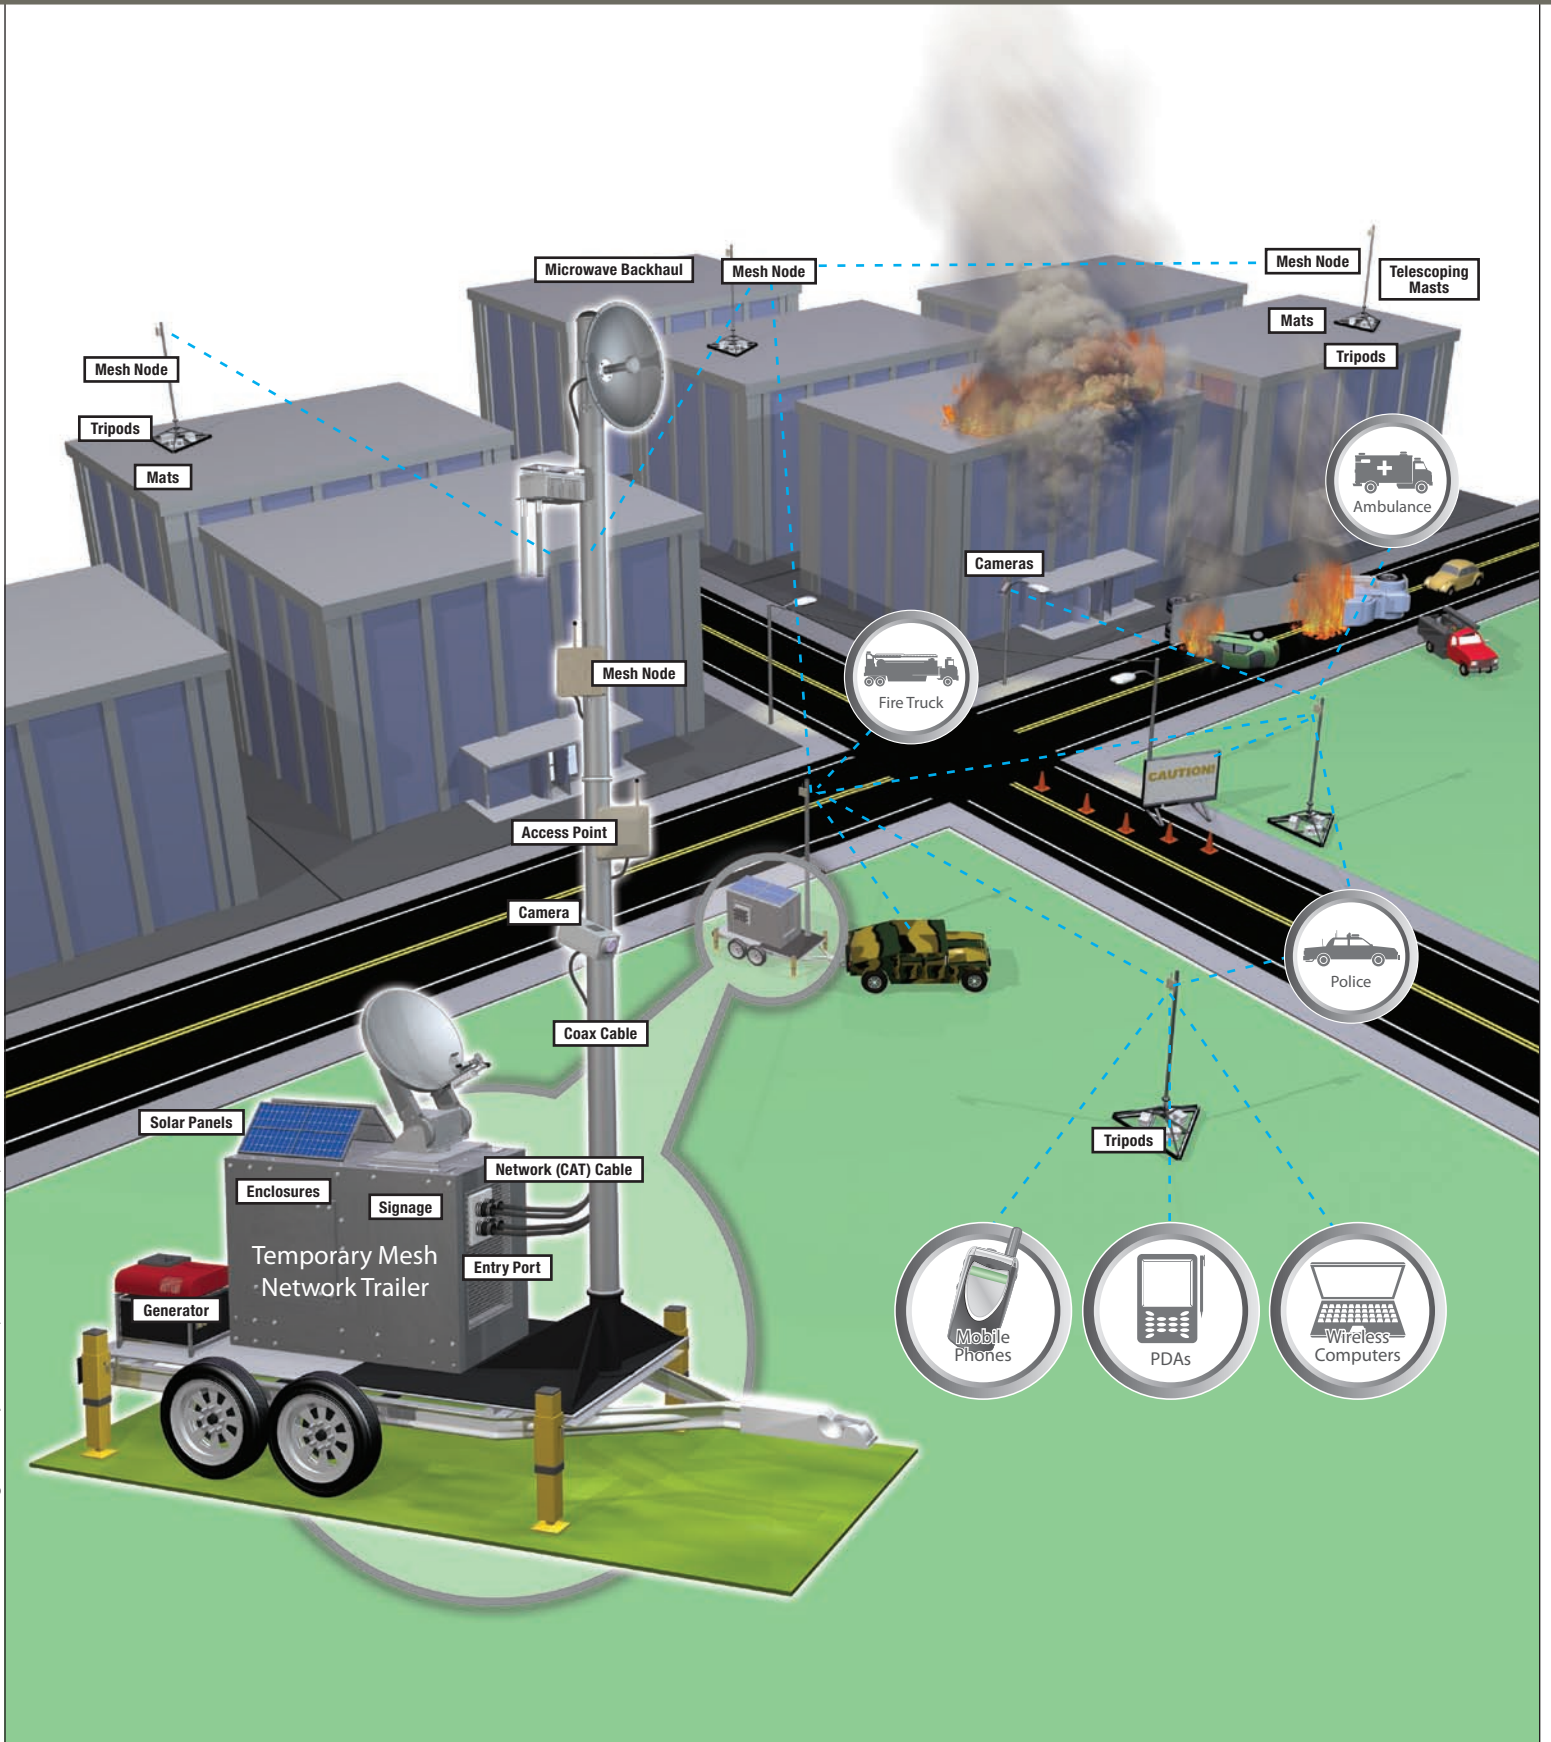 Microwave Backhaul
Mesh Node
Mesh Node
Telescoping
Masts
Mats
Tripods
Mesh Node
Tripods
Mats
Ambulance
Cameras
Mesh Node
Fire Truck
CAUTION!
Access Point
Camera
Police
Coax Cable
Solar Panels
Tripods
Network (CAT) Cable
Enclosures
Signage
Temporary Mesh
Network Trailer
Entry Port
Generator
Mobile
Phones
PDAs
Wireless
Computers